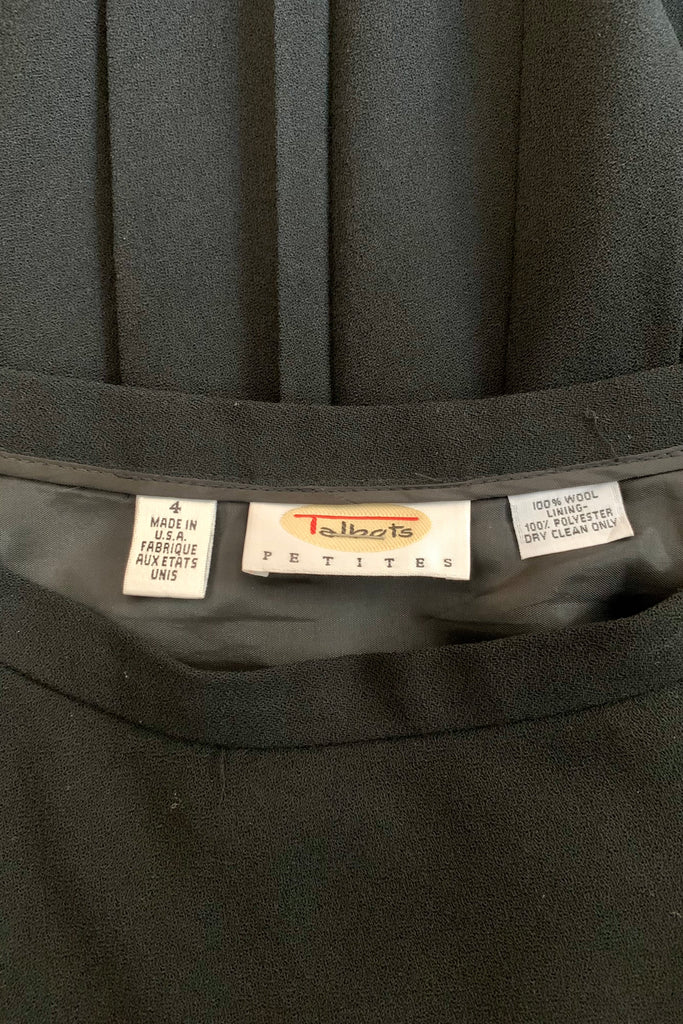 4
MADE IN
U.S.A.
FABRIQUE
AUX ETATS
UNIS
Talbots
PETITES
100% WOOL
LINING-
100% POLYESTER
DRY CLEAN ONLY